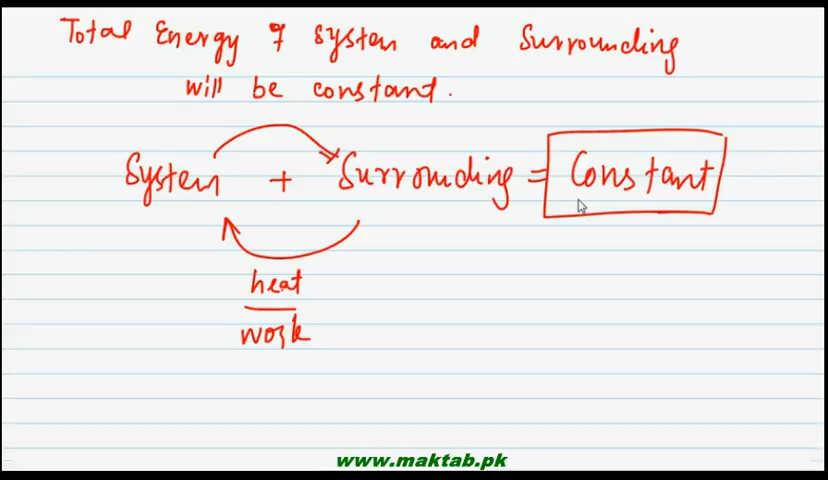 Total Energy of System and Surrounding
will be constant.
System + Surrounding = Constant
heat
work
www.maktab.pk